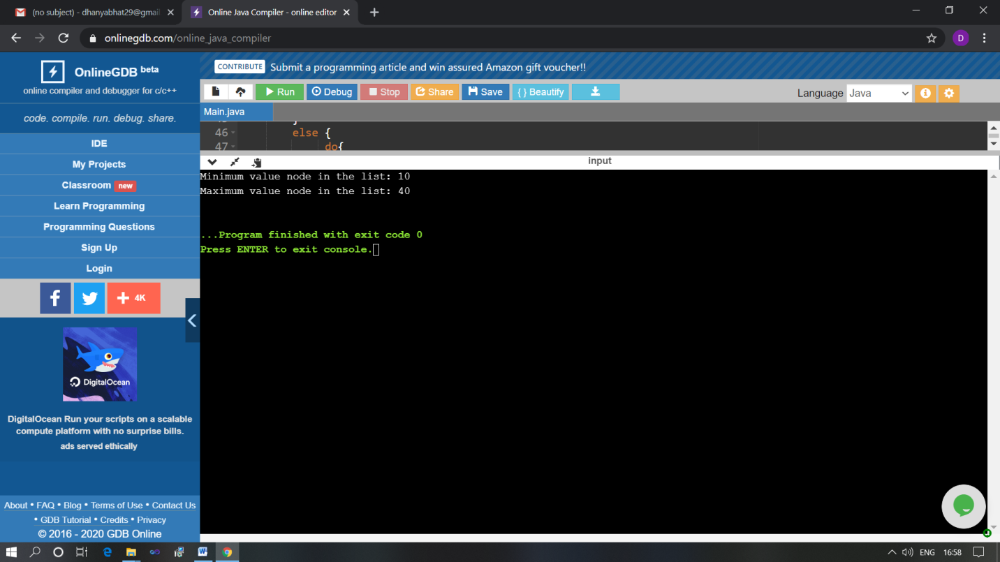 (no subject) - dhanyabhat29@gmail
Online Java Compiler - online editor
onlinegdb.com/online_java_compiler
D
OnlineGDB beta
online compiler and debugger for c/c++
code. compile. run. debug. share.
IDE
My Projects
Classroom new
Learn Programming
Programming Questions
Sign Up
Login
f
+ 4K
DigitalOcean
DigitalOcean Run your scripts on a scalable
compute platform with no surprise bills.
ads served ethically
About • FAQ • Blog • Terms of Use • Contact Us
• GDB Tutorial • Credits • Privacy
© 2016 - 2020 GDB Online
CONTRIBUTE Submit a programming article and win assured Amazon gift voucher!!
Run Debug Stop Share Save { } Beautify
Language Java
Main.java
46 else {
47 do{
input
Minimum value node in the list: 10
Maximum value node in the list: 40
...Program finished with exit code 0
Press ENTER to exit console.
ENG 16:58